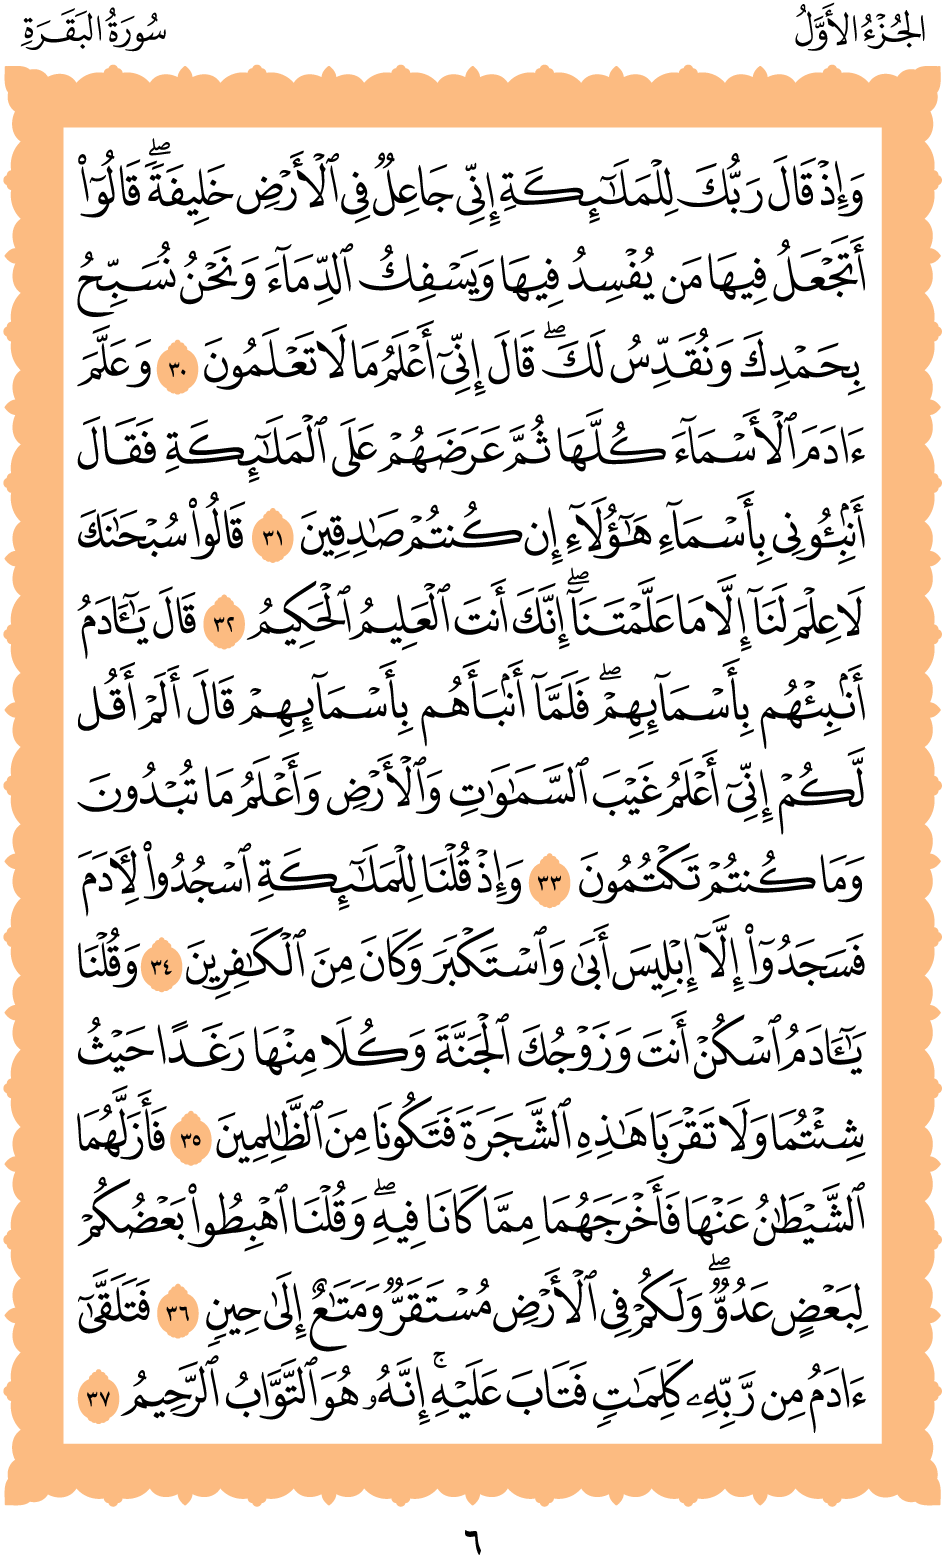 الجُزْءُ الأَوَّلُ
سُورَةُ البَقَرَةِ
وَإِذْ قَالَ رَبُّكَ لِلْمَلَـٰٓئِكَةِ إِنِّي جَاعِلٌ فِي ٱلْأَرْضِ خَلِيفَةًۖ قَالُوٓا۟
أَتَجْعَلُ فِيهَا مَن يُفْسِدُ فِيهَا وَيَسْفِكُ ٱلدِّمَآءَ وَنَحْنُ نُسَبِّحُ
بِحَمْدِكَ وَنُقَدِّسُ لَكَۖ قَالَ إِنِّيٓ أَعْلَمُ مَا لَا تَعْلَمُونَ ٣٠ وَعَلَّمَ
ءَادَمَ ٱلْأَسْمَآءَ كُلَّهَا ثُمَّ عَرَضَهُمْ عَلَى ٱلْمَلَـٰٓئِكَةِ فَقَالَ
أَنۢبِـُٔونِي بِأَسْمَآءِ هَـٰٓؤُلَآءِ إِن كُنتُمْ صَـٰدِقِينَ ٣١ قَالُوا۟ سُبْحَـٰنَكَ
لَا عِلْمَ لَنَآ إِلَّا مَا عَلَّمْتَنَآۖ إِنَّكَ أَنتَ ٱلْعَلِيمُ ٱلْحَكِيمُ ٣٢ قَالَ يَـٰٓـَٔادَمُ
أَنۢبِئْهُم بِأَسْمَآئِهِمْۖ فَلَمَّآ أَنۢبَأَهُم بِأَسْمَآئِهِمْ قَالَ أَلَمْ أَقُل
لَّكُمْ إِنِّيٓ أَعْلَمُ غَيْبَ ٱلسَّمَـٰوَٰتِ وَٱلْأَرْضِ وَأَعْلَمُ مَا تُبْدُونَ
وَمَا كُنتُمْ تَكْتُمُونَ ٣٣ وَإِذْ قُلْنَا لِلْمَلَـٰٓئِكَةِ ٱسْجُدُوا۟ لِـَٔادَمَ
فَسَجَدُوٓا۟ إِلَّآ إِبْلِيسَ أَبَىٰ وَٱسْتَكْبَرَ وَكَانَ مِنَ ٱلْكَـٰفِرِينَ ٣٤ وَقُلْنَا
يَـٰٓـَٔادَمُ ٱسْكُنْ أَنتَ وَزَوْجُكَ ٱلْجَنَّةَ وَكُلَا مِنْهَا رَغَدًا حَيْثُ
شِئْتُمَا وَلَا تَقْرَبَا هَـٰذِهِ ٱلشَّجَرَةَ فَتَكُونَا مِنَ ٱلظَّـٰلِمِينَ ٣٥ فَأَزَلَّهُمَا
ٱلشَّيْطَـٰنُ عَنْهَا فَأَخْرَجَهُمَا مِمَّا كَانَا فِيهِۖ وَقُلْنَا ٱهْبِطُوا۟ بَعْضُكُمْ
لِبَعْضٍ عَدُوٌّۖ وَلَكُمْ فِي ٱلْأَرْضِ مُسْتَقَرٌّ وَمَتَـٰعٌ إِلَىٰ حِينٍ ٣٦ فَتَلَقَّىٰٓ
ءَادَمُ مِن رَّبِّهِۦ كَلِمَـٰتٍ فَتَابَ عَلَيْهِۚ إِنَّهُۥ هُوَ ٱلتَّوَّابُ ٱلرَّحِيمُ ٣٧
٦